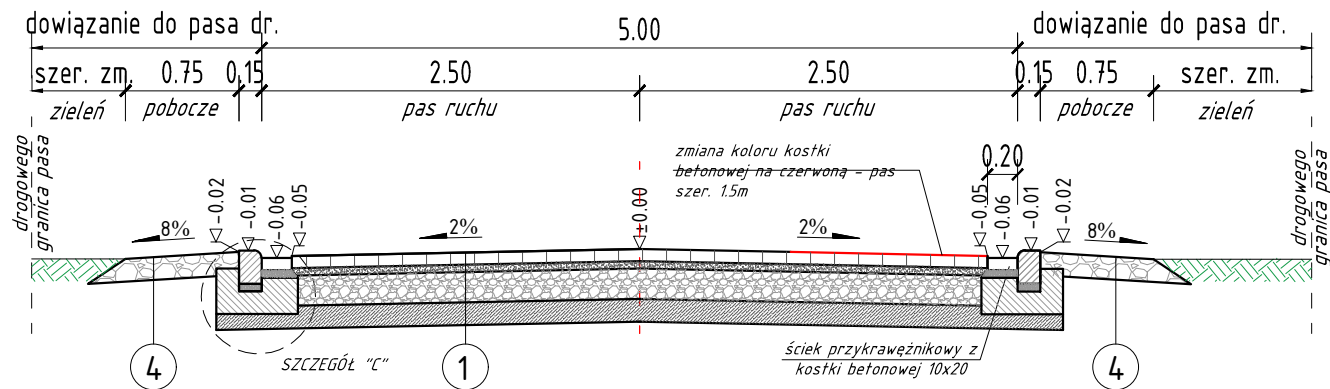 dowiązanie do pasa dr.
5.00
dowiązanie do pasa dr.
szer. zm.
0.75
0,15
2.50
2.50
0.15
0.75
szer. zm.
zieleń
pobocze
pas ruchu
pas ruchu
pobocze
zieleń
drogowego
granica pasa
zmiana koloru kostki
betonowej na czerwoną - pas
szer. 1.5m
0.20
drogowego
granica pasa
-0.02
-0.01
-0.06
-0.05
±0.00
-0.05
-0.06
-0.01
-0.02
8%
2%
2%
8%
4
SZCZEGÓŁ "C"
1
ściek przykrawężnikowy z
kostki betonowej 10x20
4